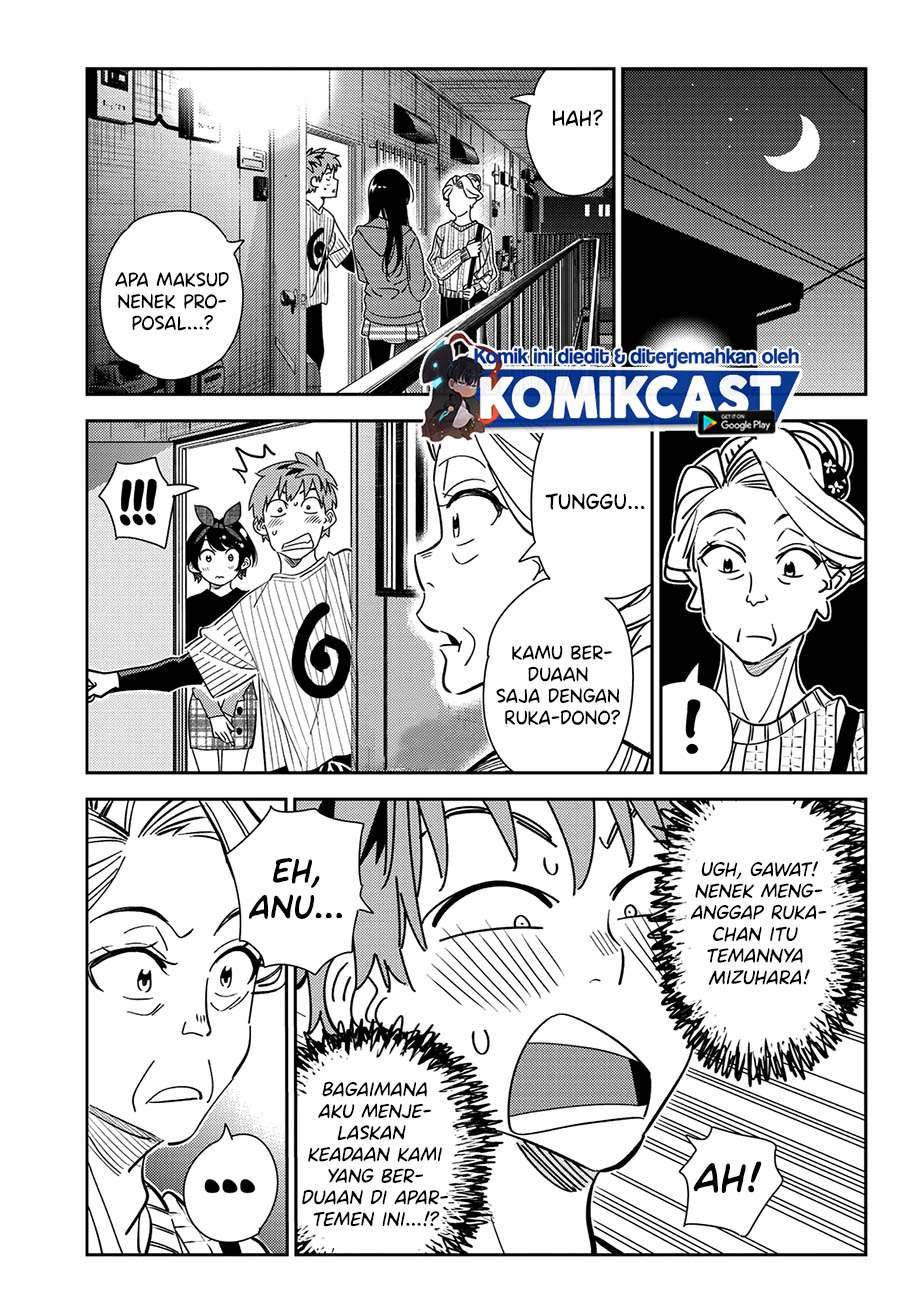 HAH?
APA MAKSUD
NENEK PRO-
POSAL...?
Komik ini diedit & diterjemahkan oleh
KOMIKCAST
GET IT ON
Google Play
!
TUNGGU...
KAMU BER-
DUAAN
SAJA DENGAN
RUKA-DONO?
!!!
UGH, GAWAT!
NENEK MENG-
ANGGAP RUKA-
CHAN ITU
TEMANNYA
MIZUHARA!
AH!
BAGAIMANA
AKU MENJE-
LASKAN
KEADAAN KAMI
YANG BER-
DUAAN DI APAR-
TEMEN INI...!?
EH,
ANU...
...